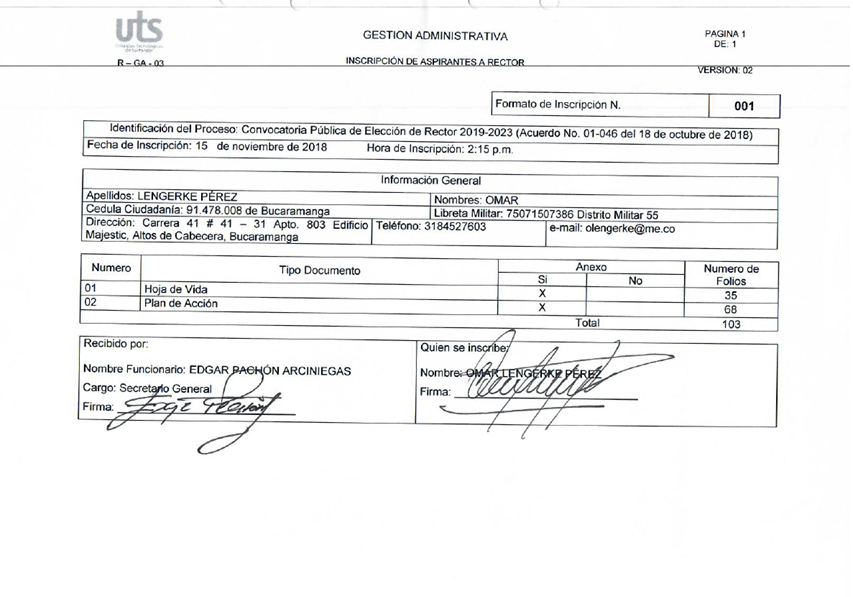 uts
Unidades Tecnológicas
de Santander
R – GA - 03
GESTION ADMINISTRATIVA
INSCRIPCIÓN DE ASPIRANTES A RECTOR
PAGINA 1
DE: 1
VERSION: 02
Formato de Inscripción N. 001
Identificación del Proceso: Convocatoria Pública de Elección de Rector 2019-2023 (Acuerdo No. 01-046 del 18 de octubre de 2018)
Fecha de Inscripción: 15 de noviembre de 2018 Hora de Inscripción: 2:15 p.m.
Información General
Apellidos: LENGERKE PÉREZ Nombres: OMAR
Cedula Ciudadanía: 91.478.008 de Bucaramanga Libreta Militar: 75071507386 Distrito Militar 55
Dirección: Carrera 41 # 41 – 31 Apto. 803 Edificio Majestic, Altos de Cabecera, Bucaramanga Teléfono: 3184527603 e-mail: olengerke@me.co
Numero Tipo Documento Anexo Numero de Folios
Si No
01 Hoja de Vida X 35
02 Plan de Acción X 68
Total 103
Recibido por:
Nombre Funcionario: EDGAR PACHÓN ARCINIEGAS
Cargo: Secretario General
Firma:
Quien se inscribe:
Nombre: OMAR LENGERKE PÉREZ
Firma: